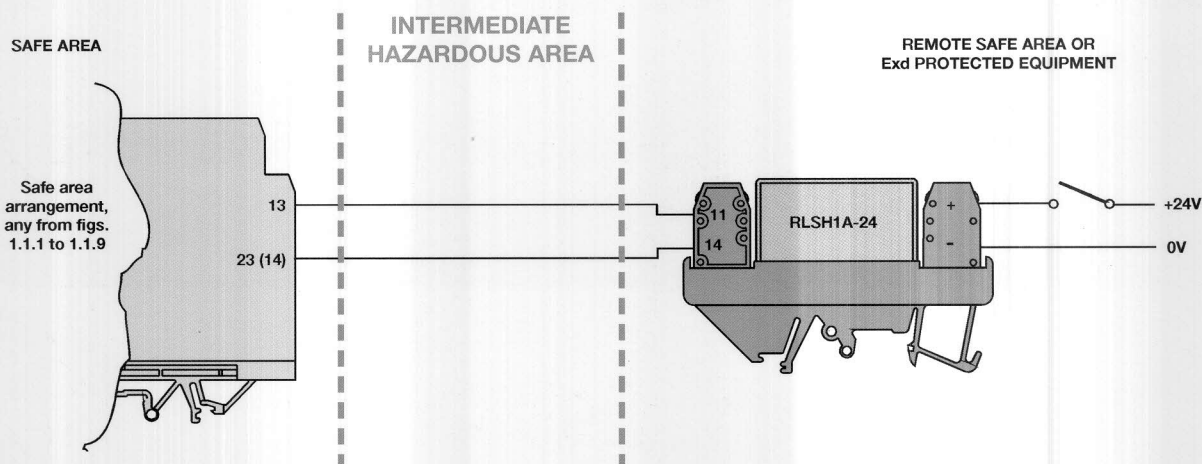 INTERMEDIATE
HAZARDOUS AREA
SAFE AREA
REMOTE SAFE AREA OR
Exd PROTECTED EQUIPMENT
Safe area
arrangement,
any from figs.
1.1.1 to 1.1.9
13
23 (14)
11
14
RLSH1A-24
+
-
+24V
0V